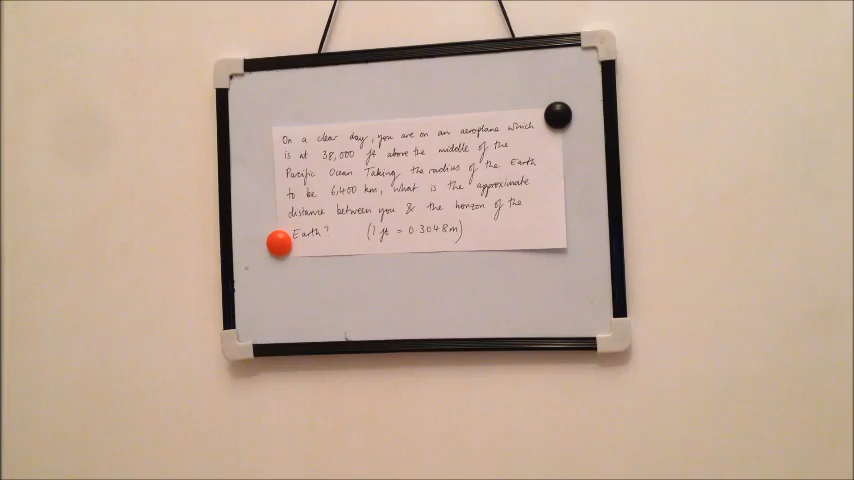 On a clear day, you are on an aeroplane which
is at 38,000 ft above the middle of the
Pacific Ocean Taking the radius of the Earth
to be 6,400 km, what is the approximate
distance between you & the horizon of the
Earth? (1 ft = 0.3048m)